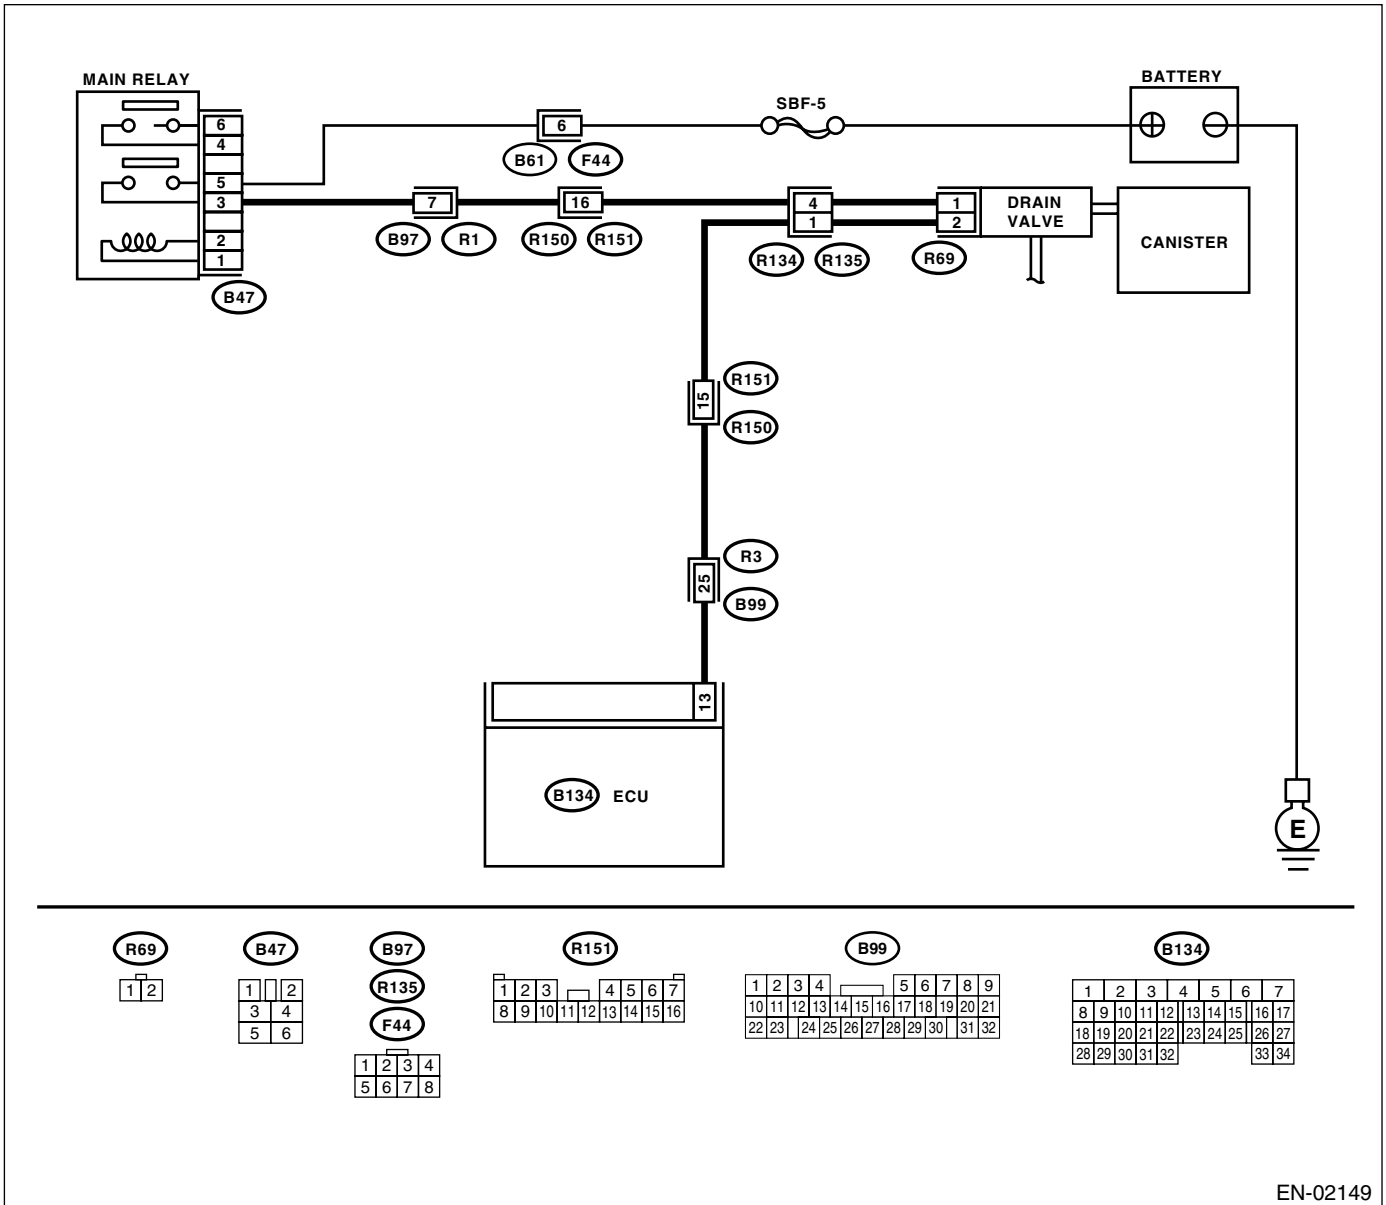 MAIN RELAY
BATTERY
SBF-5
6
4
5
3
2
1
B47
6
B61 F44
7
B97 R1
16
R150 R151
4
1
R134 R135
1
2
R69
DRAIN
VALVE
CANISTER
15
R151
R150
25
R3
B99
13
B134 ECU
E
R69
1 2
B47
1 2
3 4
5 6
B97
R135
F44
1 2 3 4
5 6 7 8
R151
1 2 3 4 5 6 7
8 9 10 11 12 13 14 15 16
B99
1 2 3 4 5 6 7 8 9
10 11 12 13 14 15 16 17 18 19 20 21
22 23 24 25 26 27 28 29 30 31 32
B134
1 2 3 4 5 6 7
8 9 10 11 12 13 14 15 16 17
18 19 20 21 22 23 24 25 26 27
28 29 30 31 32 33 34
EN-02149